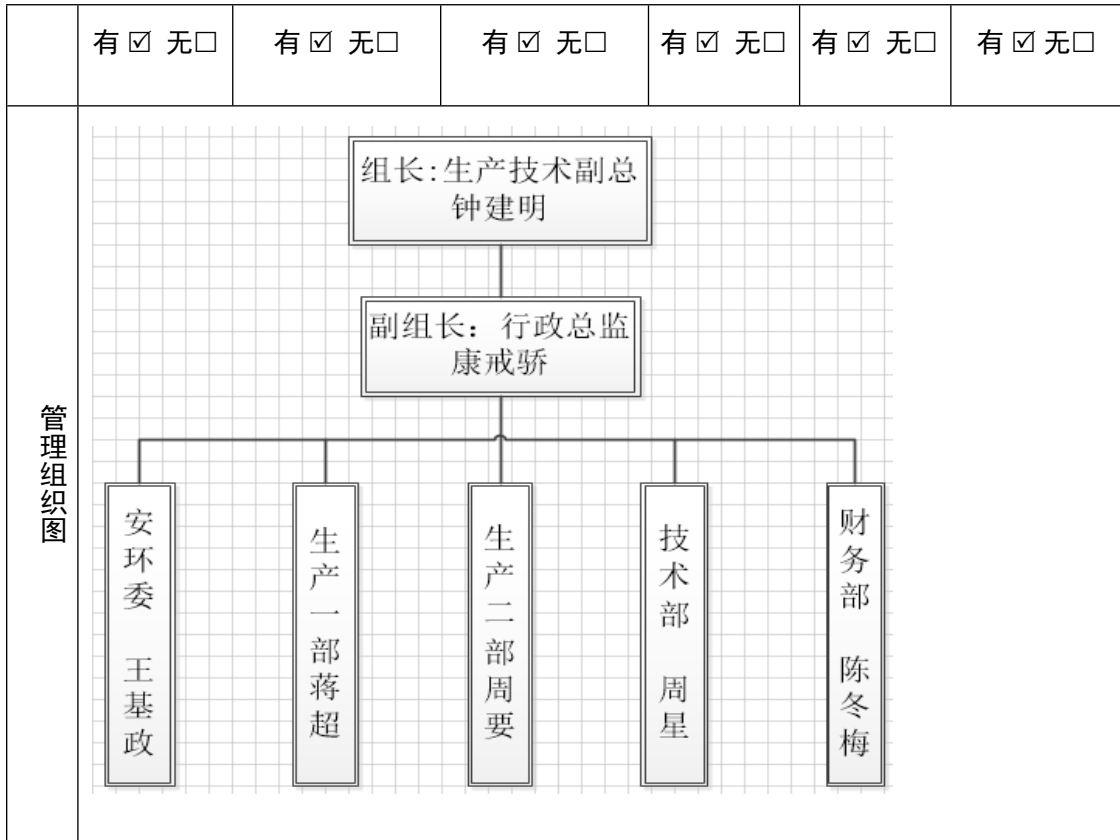 有 ☑ 无□ 有 ☑ 无□ 有 ☑ 无□ 有 ☑ 无□ 有 ☑ 无□ 有 ☑ 无□
管理组织图
组长:生产技术副总
钟建明
副组长：行政总监
康戒骄
安环委 王基政
生产一部蒋超
生产二部周要
技术部 周星
财务部 陈冬梅